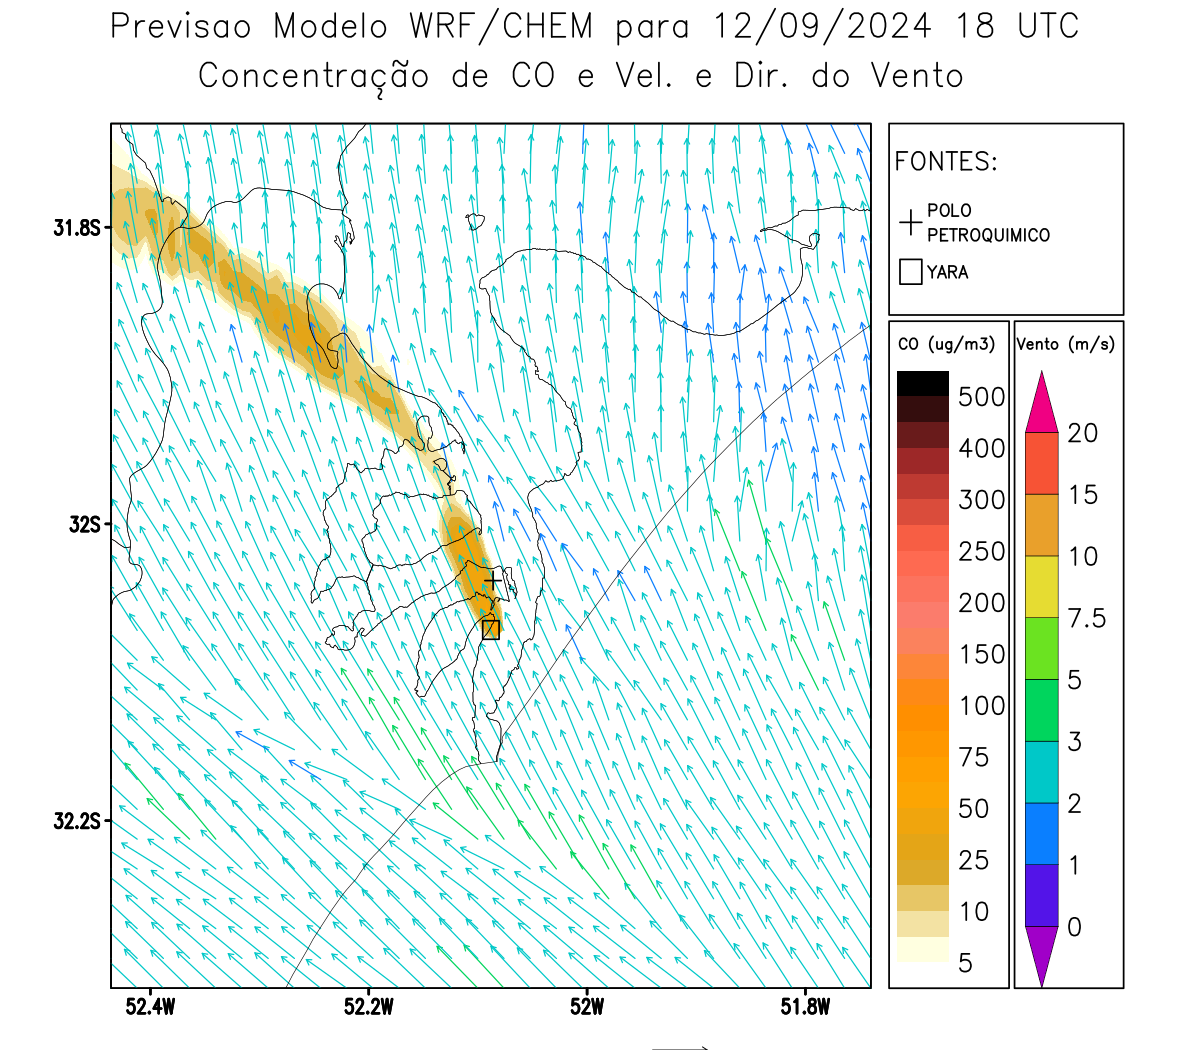 Previsao Modelo WRF/CHEM para 12/09/2024 18 UTC
Concentração de CO e Vel. e Dir. do Vento
FONTES:
POLO
PETROQUIMICO
YARA
CO (ug/m3)
500
400
300
250
200
150
100
75
50
25
10
5
Vento (m/s)
20
15
10
7.5
5
3
2
1
0
31.8S
32S
32.2S
52.4W
52.2W
52W
51.8W